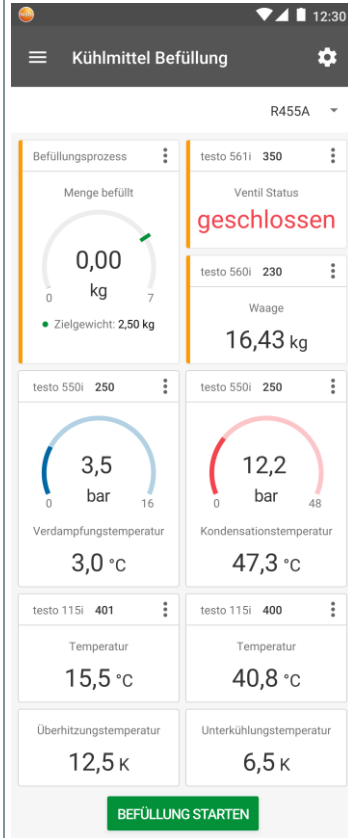 12:30
Kühlmittel Befüllung
R455A
Befüllungsprozess
Menge befüllt
0,00
kg
0 7
Zielgewicht: 2,50 kg
testo 561i 350
Ventil Status
geschlossen
testo 560i 230
Waage
16,43 kg
testo 550i 250
3,5
bar
0 16
Verdampfungstemperatur
3,0 °C
testo 550i 250
12,2
bar
0 48
Kondensationstemperatur
47,3 °C
testo 115i 401
Temperatur
15,5 °C
testo 115i 400
Temperatur
40,8 °C
Überhitzungstemperatur
12,5 K
Unterkühlungstemperatur
6,5 K
BEFÜLLUNG STARTEN